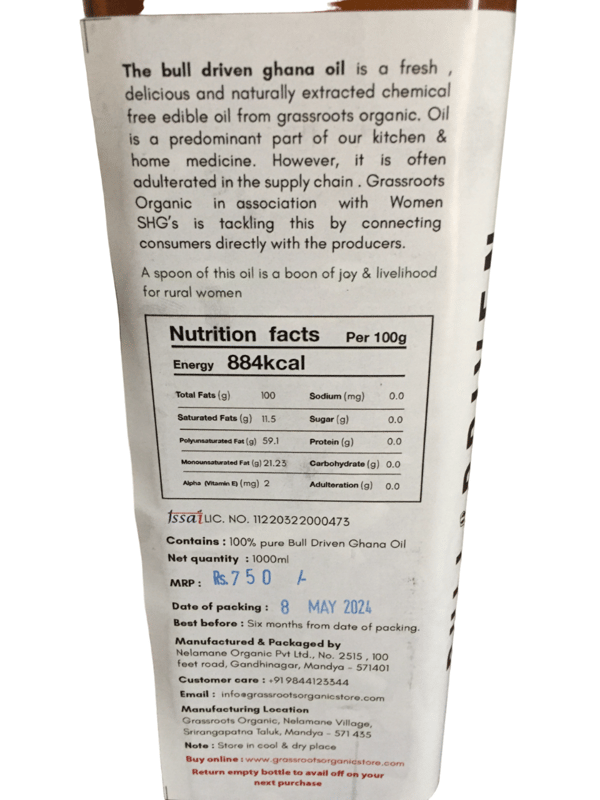 The bull driven ghana oil is a fresh ,
delicious and naturally extracted chemical
free edible oil from grassroots organic. Oil
is a predominant part of our kitchen &
home medicine. However, it is often
adulterated in the supply chain . Grassroots
Organic in association with Women
SHG's is tackling this by connecting
consumers directly with the producers.
A spoon of this oil is a boon of joy & livelihood
for rural women
Nutrition facts Per 100g
Energy 884kcal
Total Fats (g) 100 Sodium (mg) 0.0
Saturated Fats (g) 11.5 Sugar (g) 0.0
Polyunsaturated Fat (g) 59.1 Protein (g) 0.0
Monounsaturated Fat (g) 21.23 Carbohydrate (g) 0.0
Alpha (Vitamin E) (mg) 2 Adulteration (g) 0.0
fssai LIC. NO. 11220322000473
Contains : 100% pure Bull Driven Ghana Oil
Net quantity : 1000ml
MRP : Rs.750 /-
Date of packing : 8 MAY 2024
Best before : Six months from date of packing.
Manufactured & Packaged by
Nelamane Organic Pvt Ltd., No. 2515 , 100
feet road, Gandhinagar, Mandya - 571401
Customer care : +919844123344
Email : info@grassrootsorganicstore.com
Manufacturing Location
Grassroots Organic, Nelamane Village,
Srirangapatna Taluk, Mandya - 571 435
Note : Store in cool & dry place
Buy online : www.grassrootsorganicstore.com
Return empty bottle to avail off on your
next purchase